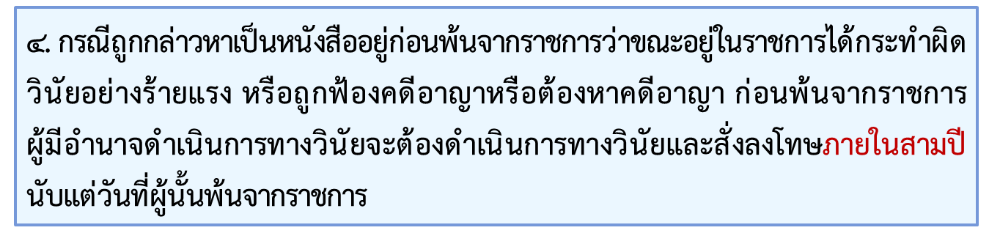 ๔. กรณีถูกกล่าวหาเป็นหนังสืออยู่ก่อนพ้นจากราชการว่าขณะอยู่ในราชการได้กระทำผิด
วินัยอย่างร้ายแรง หรือถูกฟ้องคดีอาญาหรือต้องหาคดีอาญา ก่อนพ้นจากราชการ
ผู้มีอำนาจดำเนินการทางวินัยจะต้องดำเนินการทางวินัยและสั่งลงโทษภายในสามปี
นับแต่วันที่ผู้นั้นพ้นจากราชการ